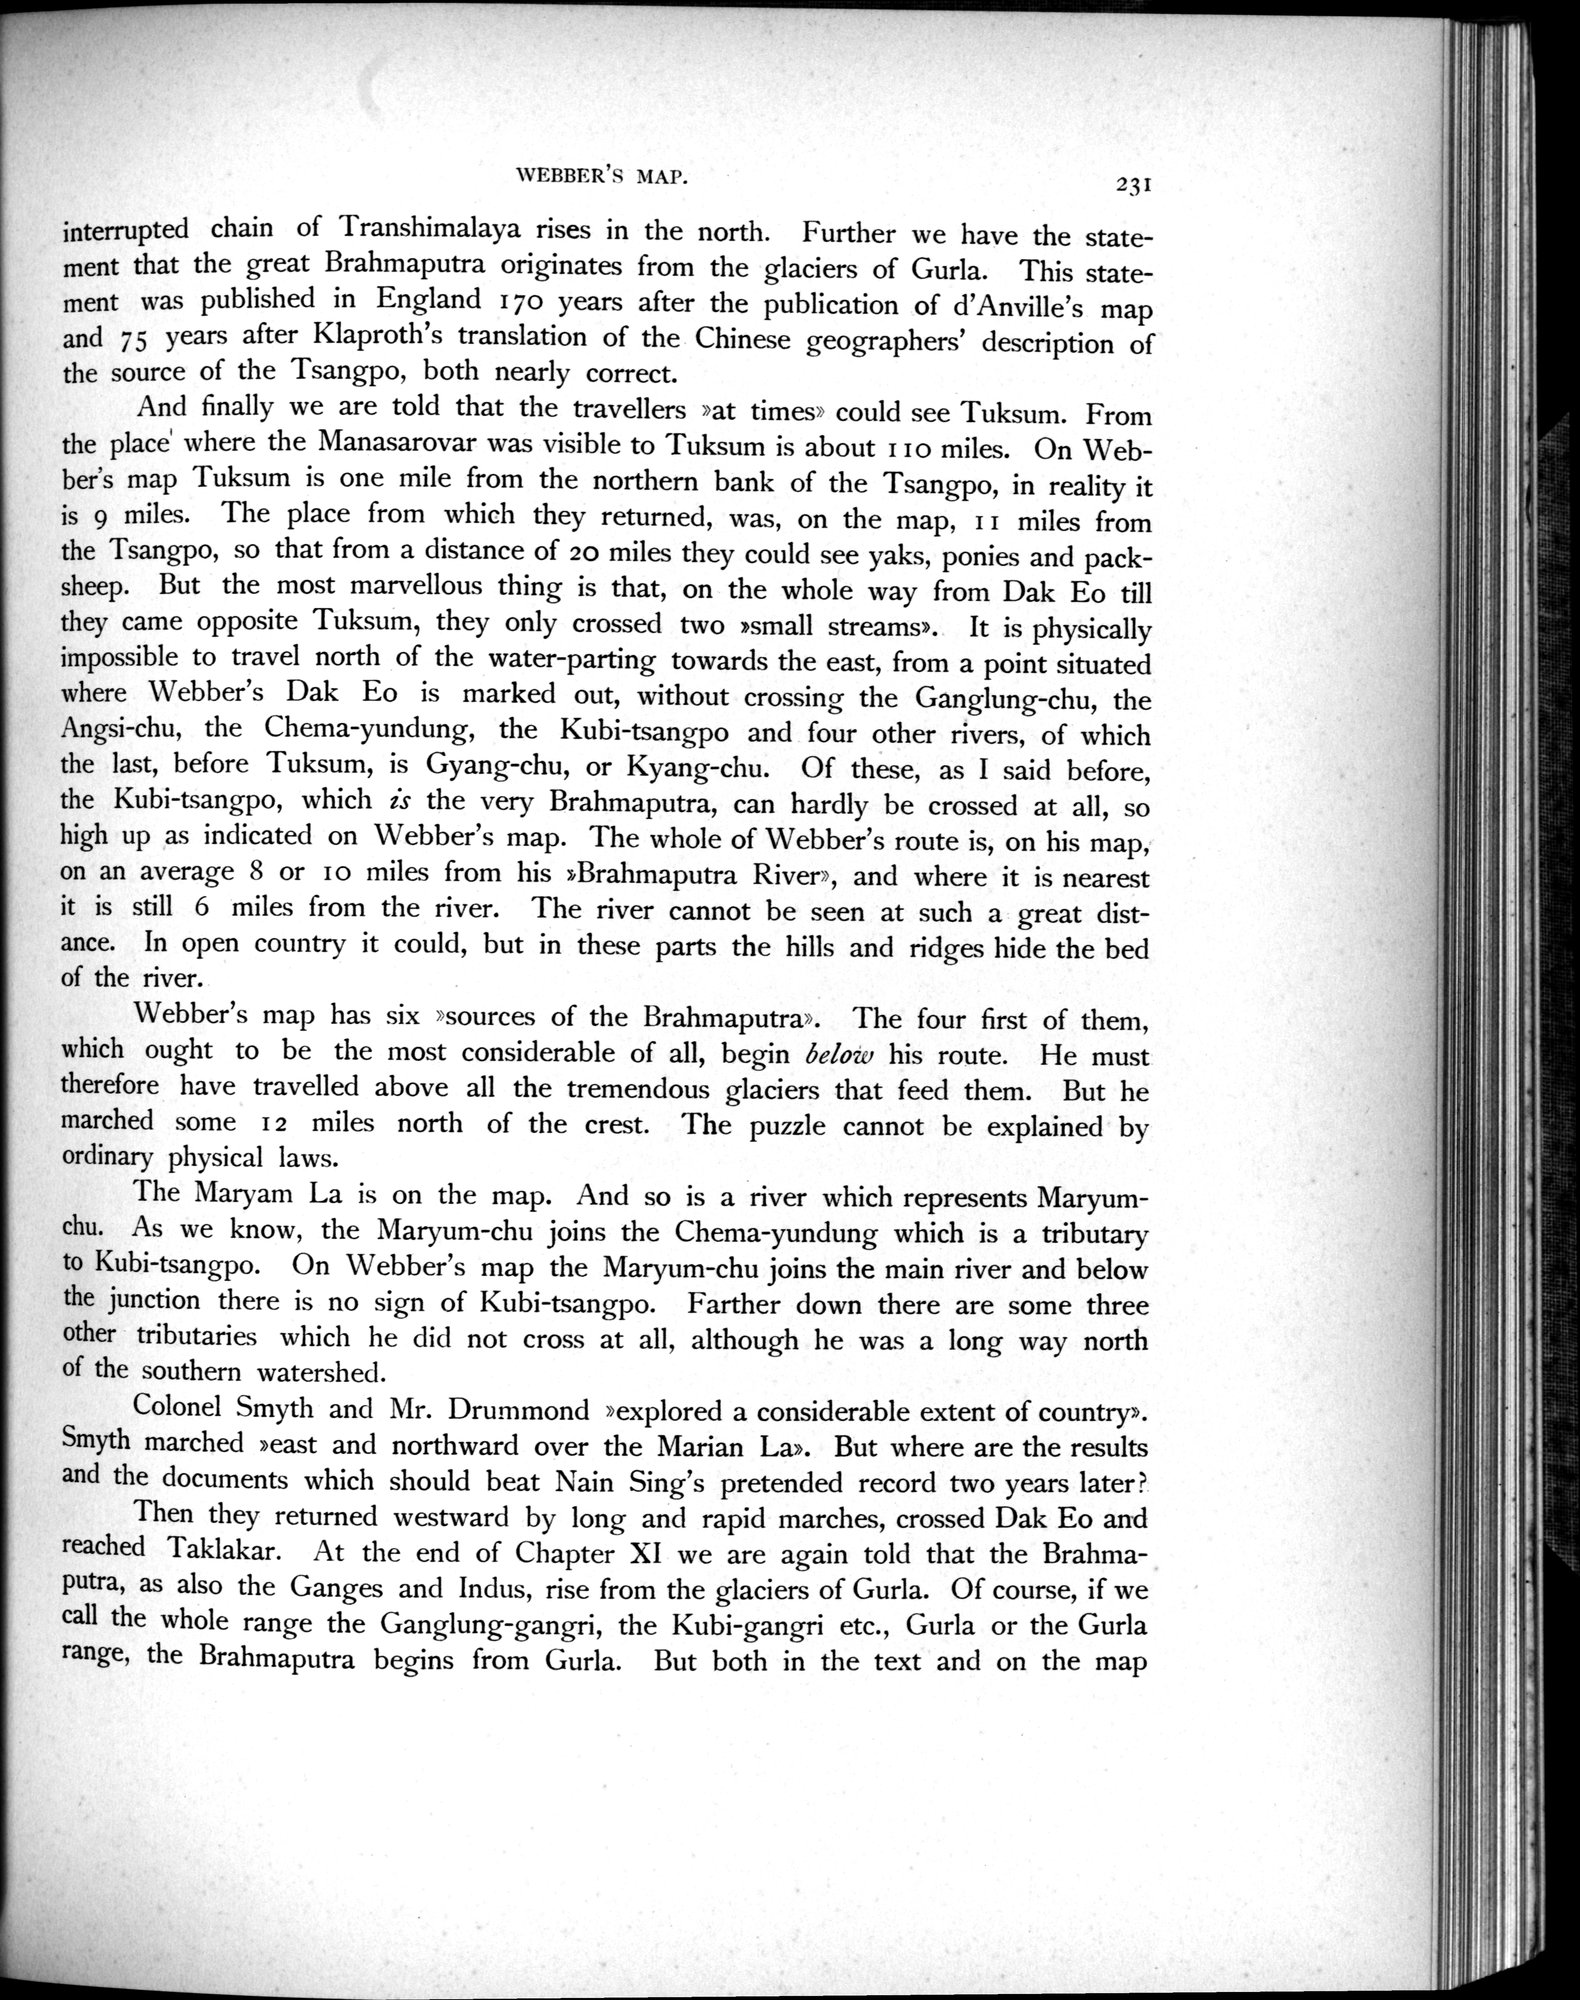 WEBBER'S MAP.
231
interrupted chain of Transhimalaya rises in the north. Further we have the state-
ment that the great Brahmaputra originates from the glaciers of Gurla. This state-
ment was published in England 170 years after the publication of d'Anville's map
and 75 years after Klaproth's translation of the Chinese geographers' description of
the source of the Tsangpo, both nearly correct.
And finally we are told that the travellers »at times» could see Tuksum. From
the place' where the Manasarovar was visible to Tuksum is about 110 miles. On Web-
ber's map Tuksum is one mile from the northern bank of the Tsangpo, in reality it
is 9 miles. The place from which they returned, was, on the map, 11 miles from
the Tsangpo, so that from a distance of 20 miles they could see yaks, ponies and pack-
sheep. But the most marvellous thing is that, on the whole way from Dak Eo till
they came opposite Tuksum, they only crossed two »small streams». It is physically
impossible to travel north of the water-parting towards the east, from a point situated
where Webber's Dak Eo is marked out, without crossing the Ganglung-chu, the
Angsi-chu, the Chema-yundung, the Kubi-tsangpo and four other rivers, of which
the last, before Tuksum, is Gyang-chu, or Kyang-chu. Of these, as I said before,
the Kubi-tsangpo, which is the very Brahmaputra, can hardly be crossed at all, so
high up as indicated on Webber's map. The whole of Webber's route is, on his map,
on an average 8 or 10 miles from his »Brahmaputra River», and where it is nearest
it is still 6 miles from the river. The river cannot be seen at such a great dist-
ance. In open country it could, but in these parts the hills and ridges hide the bed
of the river.
Webber's map has six »sources of the Brahmaputra». The four first of them,
which ought to be the most considerable of all, begin below his route. He must
therefore have travelled above all the tremendous glaciers that feed them. But he
marched some 12 miles north of the crest. The puzzle cannot be explained by
ordinary physical laws.
The Maryam La is on the map. And so is a river which represents Maryum-
chu. As we know, the Maryum-chu joins the Chema-yundung which is a tributary
to Kubi-tsangpo. On Webber's map the Maryum-chu joins the main river and below
the junction there is no sign of Kubi-tsangpo. Farther down there are some three
other tributaries which he did not cross at all, although he was a long way north
of the southern watershed.
Colonel Smyth and Mr. Drummond »explored a considerable extent of country».
Smyth marched »east and northward over the Marian La». But where are the results
and the documents which should beat Nain Sing's pretended record two years later?
Then they returned westward by long and rapid marches, crossed Dak Eo and
reached Taklakar. At the end of Chapter XI we are again told that the Brahma-
putra, as also the Ganges and Indus, rise from the glaciers of Gurla. Of course, if we
call the whole range the Ganglung-gangri, the Kubi-gangri etc., Gurla or the Gurla
range, the Brahmaputra begins from Gurla. But both in the text and on the map